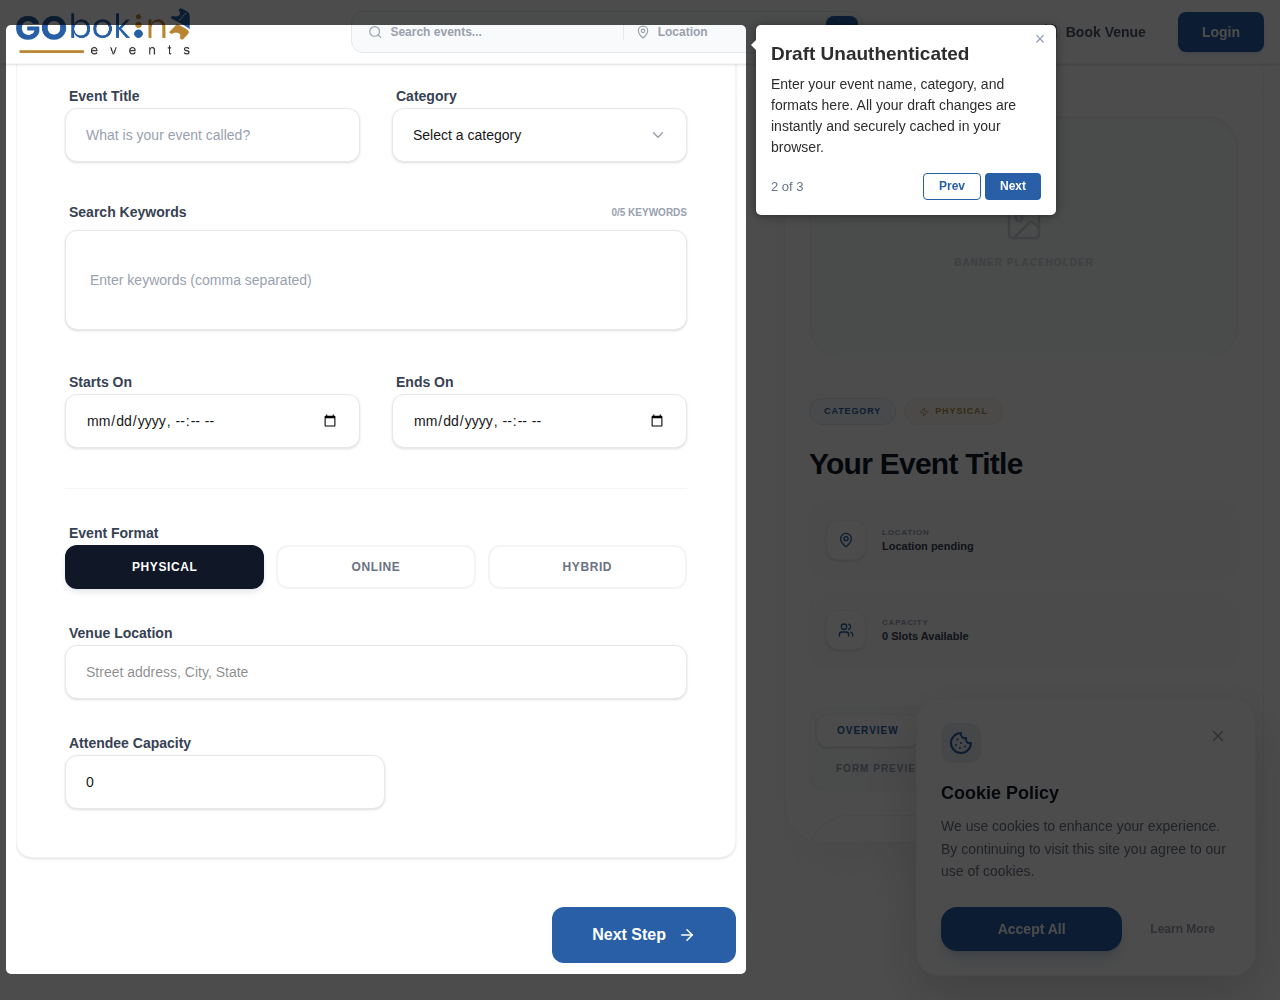 GObokin
events
Search events...
Location
Book Venue
Login
Draft Unauthenticated
Enter your event name, category, and
formats here. All your draft changes are
instantly and securely cached in your
browser.
2 of 3
Prev
Next
Event Title
What is your event called?
Category
Select a category
Search Keywords
0/5 KEYWORDS
Enter keywords (comma separated)
Starts On
mm/dd/yyyy, --:-- --
Ends On
mm/dd/yyyy, --:-- --
Event Format
PHYSICAL
ONLINE
HYBRID
Venue Location
Street address, City, State
Attendee Capacity
0
Next Step
BANNER PLACEHOLDER
CATEGORY
PHYSICAL
Your Event Title
LOCATION
Location pending
CAPACITY
0 Slots Available
OVERVIEW
FORM PREVIE
Cookie Policy
We use cookies to enhance your experience.
By continuing to visit this site you agree to our
use of cookies.
Accept All
Learn More